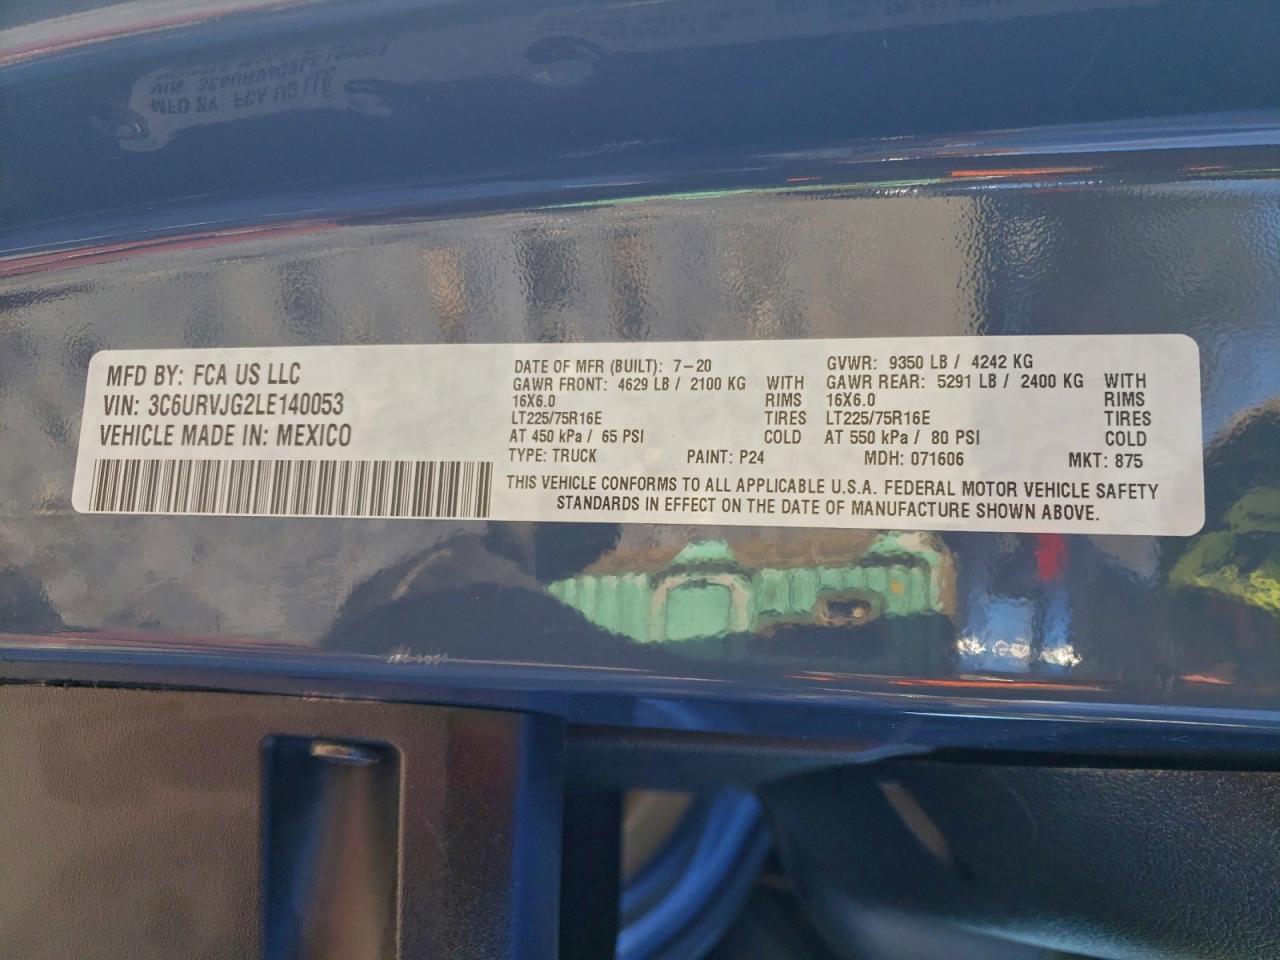 MFD BY: FCA US LLC
VIN: 3C6URVJG2LE140053
VEHICLE MADE IN: MEXICO
DATE OF MFR (BUILT): 7-20
GAWR FRONT: 4629 LB / 2100 KG WITH
16X6.0 RIMS
LT225/75R16E TIRES
AT 450 kPa / 65 PSI COLD
TYPE: TRUCK PAINT: P24 MDH: 071606 MKT: 875
GVWR: 9350 LB / 4242 KG
GAWR REAR: 5291 LB / 2400 KG WITH
16X6.0 RIMS
LT225/75R16E TIRES
AT 550 kPa / 80 PSI COLD
THIS VEHICLE CONFORMS TO ALL APPLICABLE U.S.A. FEDERAL MOTOR VEHICLE SAFETY
STANDARDS IN EFFECT ON THE DATE OF MANUFACTURE SHOWN ABOVE.